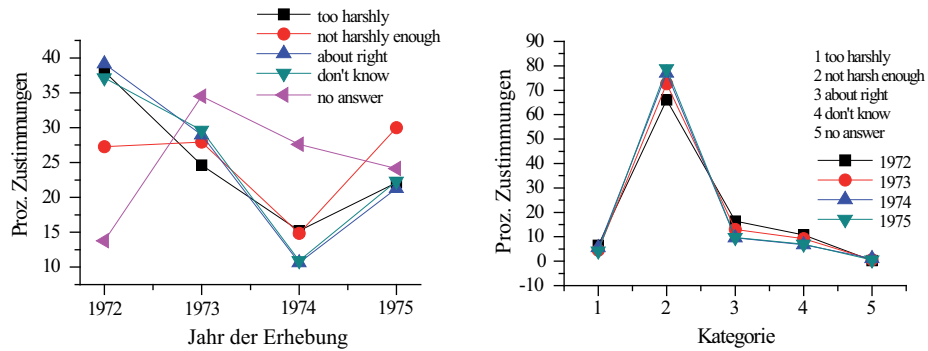 too harshly
not harshly enough
about right
don't know
no answer
Proz. Zustimmungen
40
35
30
25
20
15
10
1972 1973 1974 1975
Jahr der Erhebung
1 too harshly
2 not harsh enough
3 about right
4 don't know
5 no answer
1972
1973
1974
1975
Proz. Zustimmungen
90
80
70
60
50
40
30
20
10
0
-10
1 2 3 4 5
Kategorie